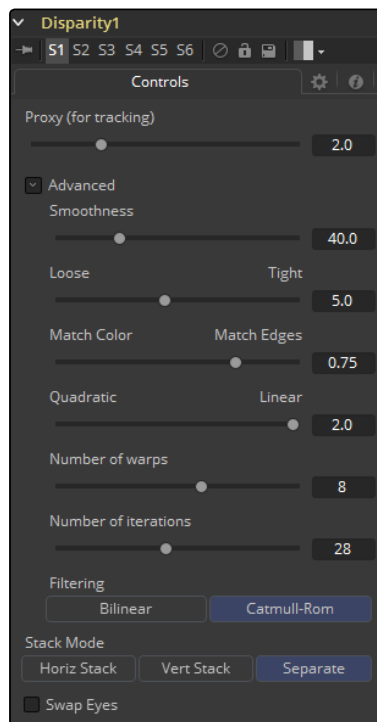 Disparity1
S1 S2 S3 S4 S5 S6
Controls
Proxy (for tracking)
2.0
Advanced
Smoothness
40.0
Loose Tight
5.0
Match Color Match Edges
0.75
Quadratic Linear
2.0
Number of warps
8
Number of iterations
28
Filtering
Bilinear Catmull-Rom
Stack Mode
Horiz Stack Vert Stack Separate
Swap Eyes